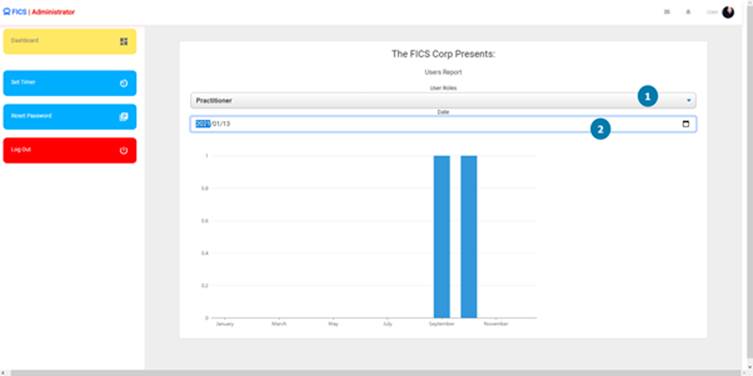 FICS | Administrator
User
Dashboard
Set Timer
Reset Password
Log Out
The FICS Corp Presents:
Users Report
User Roles
Practitioner
1
Date
2021/01/13
2
1
0.8
0.6
0.4
0.2
0
January March May July September November